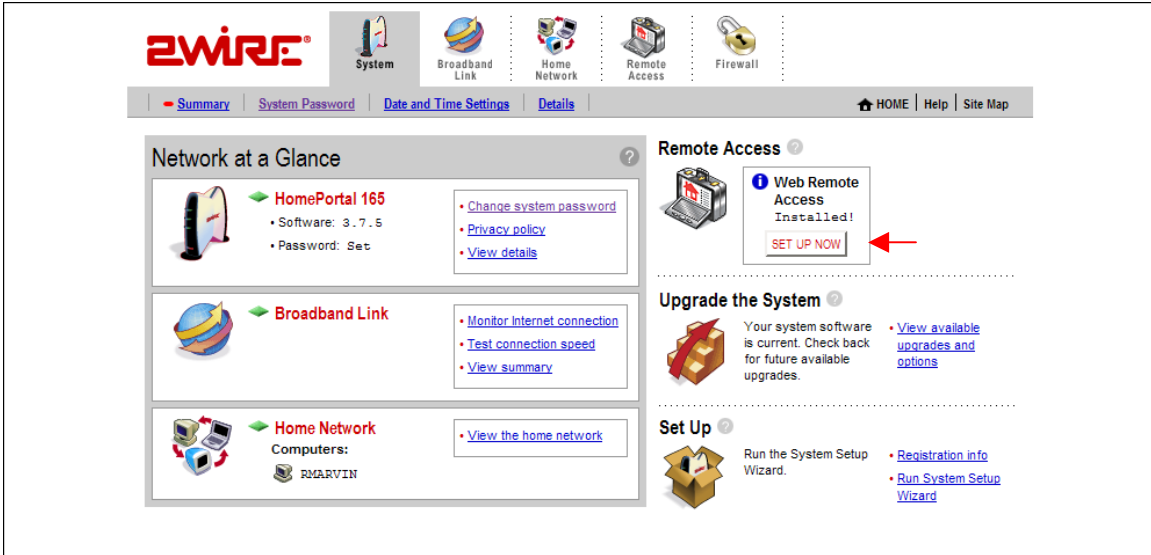 2WIRE®
System
Broadband
Link
Home
Network
Remote
Access
Firewall
Summary | System Password | Date and Time Settings | Details |
HOME | Help | Site Map
Network at a Glance ?
HomePortal 165
• Software: 3.7.5
• Password: Set
• Change system password
• Privacy policy
• View details
Broadband Link
• Monitor Internet connection
• Test connection speed
• View summary
Home Network
Computers:
RMARVIN
• View the home network
Remote Access ?
i Web Remote
Access
Installed!
SET UP NOW
Upgrade the System ?
Your system software
is current. Check back
for future available
upgrades.
• View available
upgrades and
options
Set Up ?
Run the System Setup
Wizard.
• Registration info
• Run System Setup
Wizard